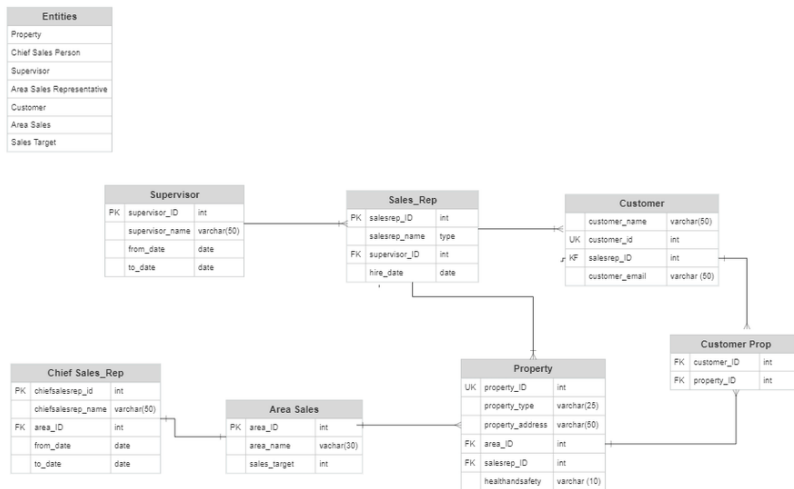 Entities
Property
Chief Sales Person
Supervisor
Area Sales Representative
Customer
Area Sales
Sales Target
Supervisor
PK supervisor_ID int
supervisor_name varchar(50)
from_date date
to_date date
Sales_Rep
PK salesrep_ID int
salesrep_name type
FK supervisor_ID int
hire_date date
Customer
customer_name varchar(50)
UK customer_id int
KF salesrep_ID int
customer_email varchar (50)
Customer Prop
FK customer_ID int
FK property_ID int
Chief Sales_Rep
PK chiefsalesrep_id int
chiefsalesrep_name varchar(50)
FK area_ID int
from_date date
to_date date
Area Sales
PK area_ID int
area_name vachar(30)
sales_target int
Property
UK property_ID int
property_type varchar(25)
property_address varchar(50)
FK area_ID int
FK salesrep_ID int
healthandsafety varchar (10)